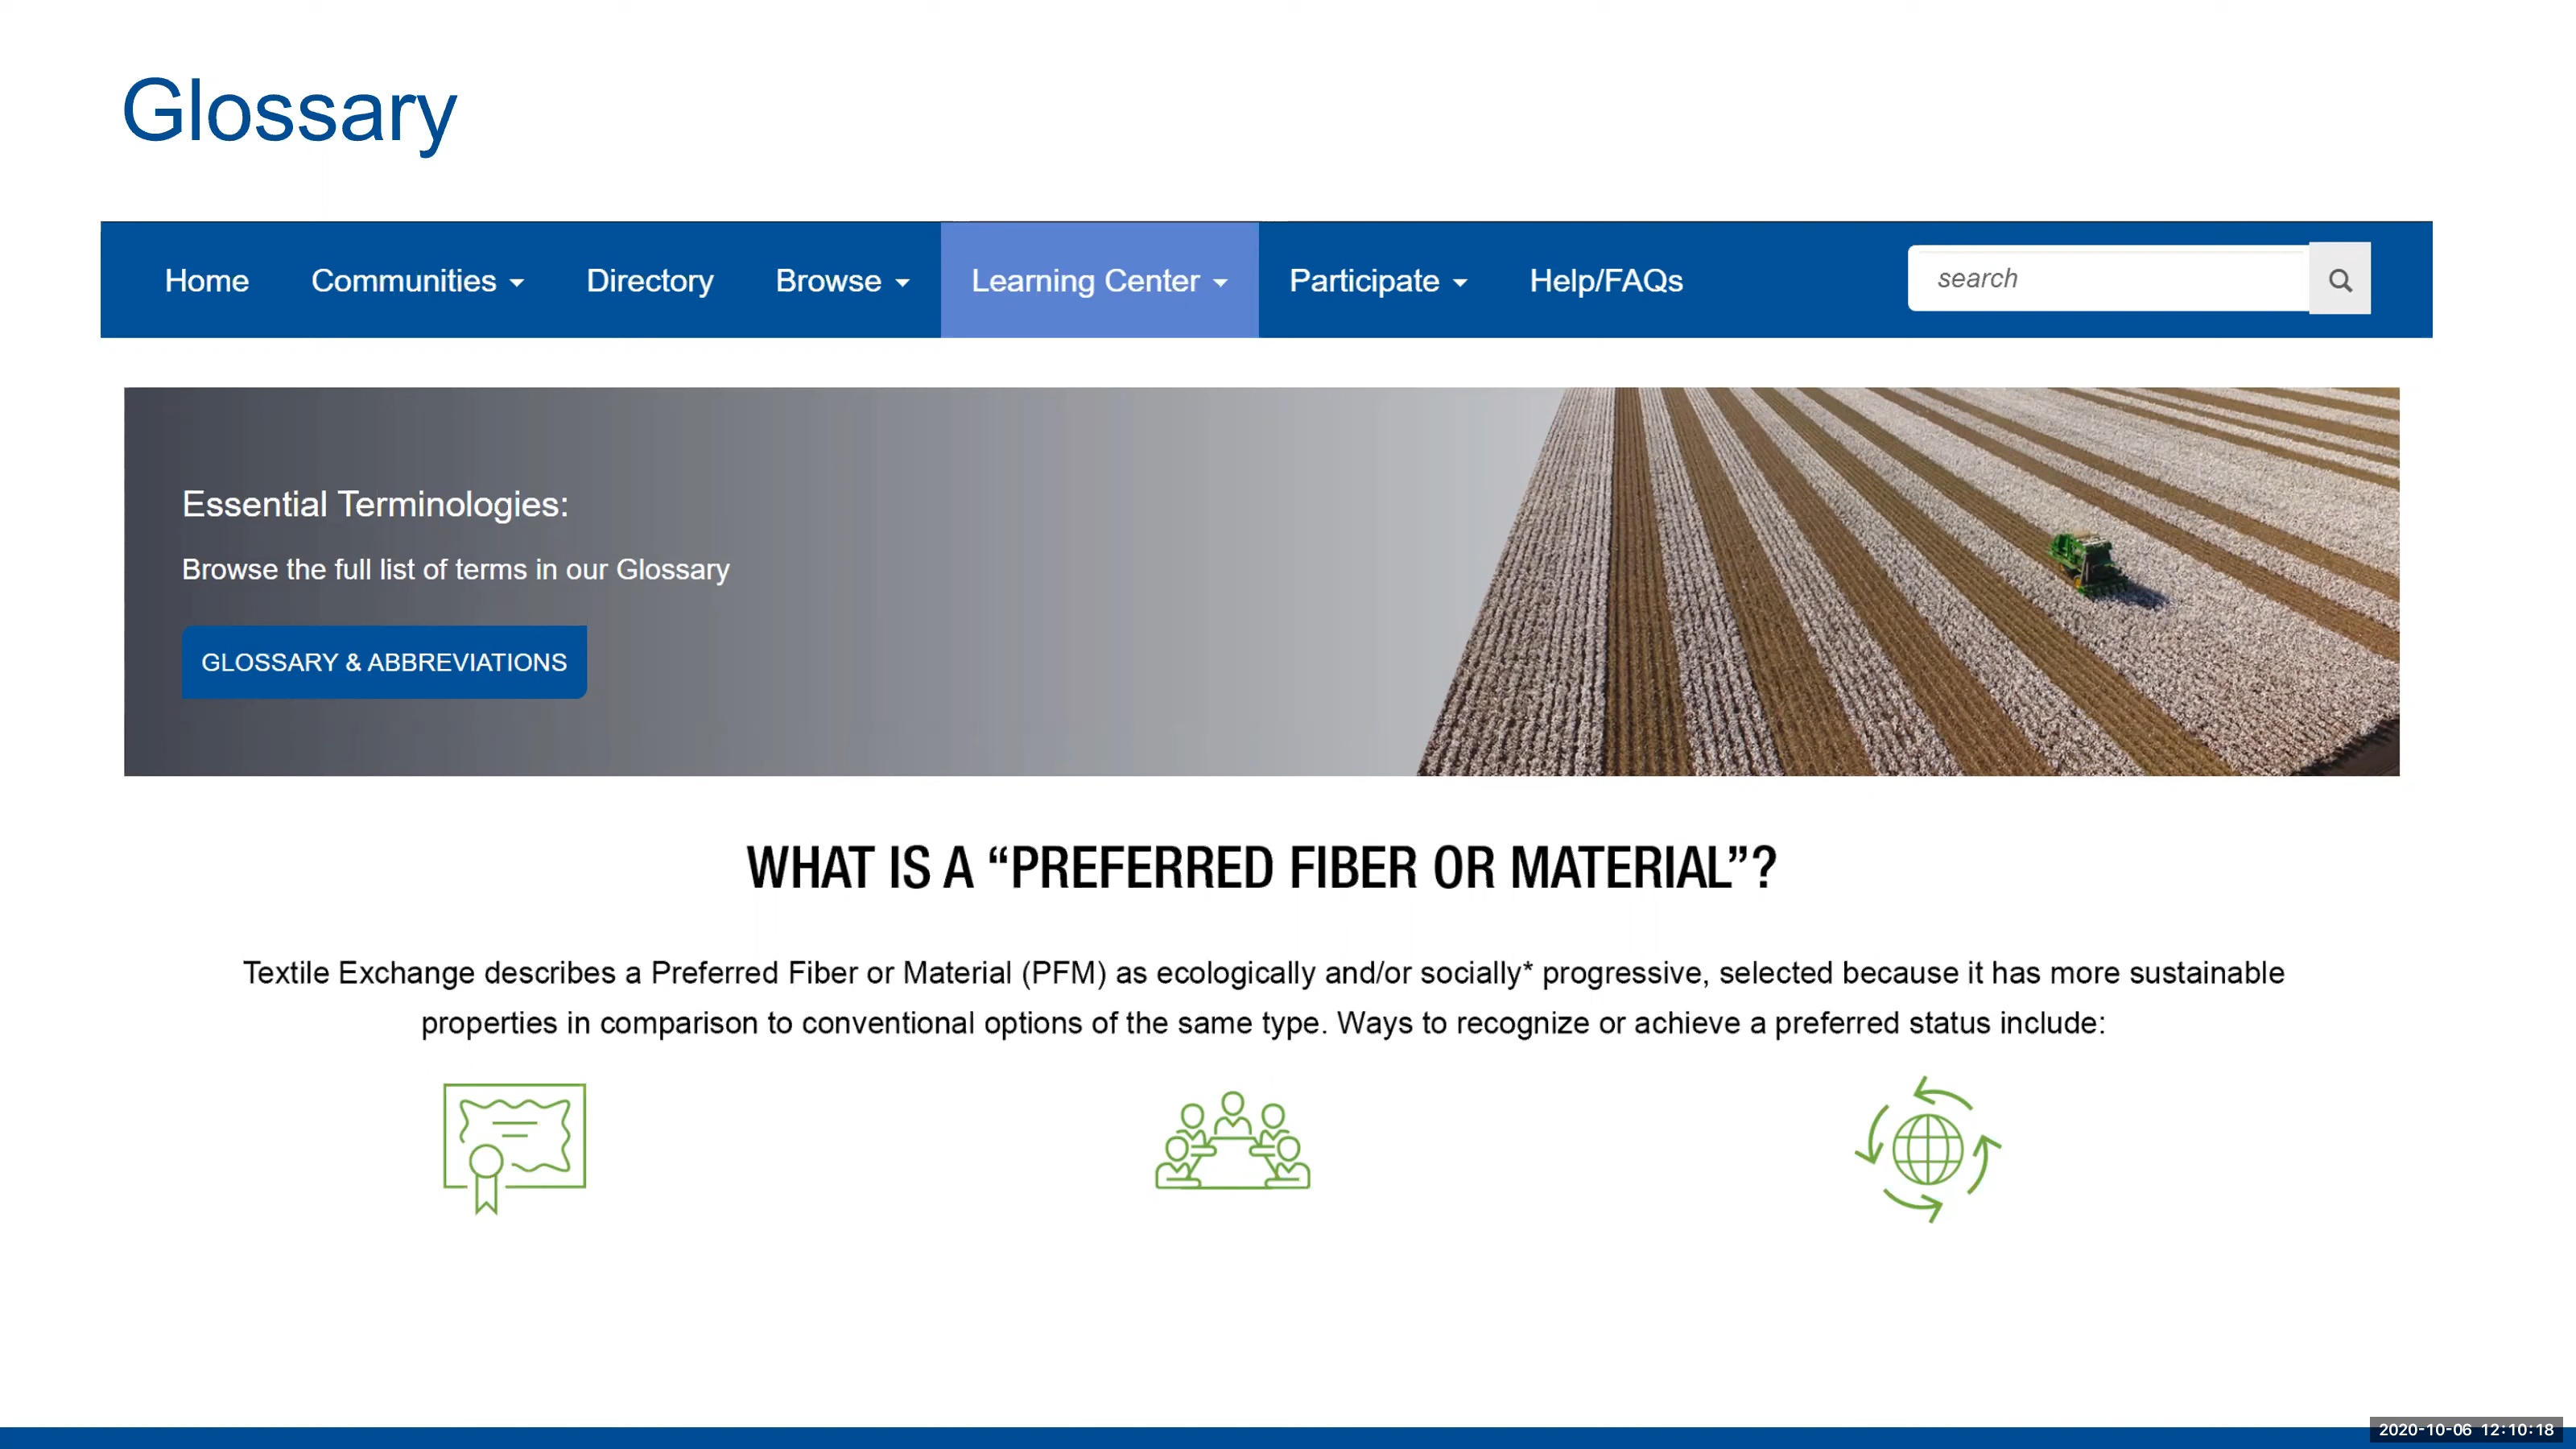 Glossary
Home Communities Directory Browse Learning Center Participate Help/FAQs search
Essential Terminologies:
Browse the full list of terms in our Glossary
GLOSSARY & ABBREVIATIONS
WHAT IS A “PREFERRED FIBER OR MATERIAL”?
Textile Exchange describes a Preferred Fiber or Material (PFM) as ecologically and/or socially* progressive, selected because it has more sustainable
properties in comparison to conventional options of the same type. Ways to recognize or achieve a preferred status include:
2020-10-06 12:10:18